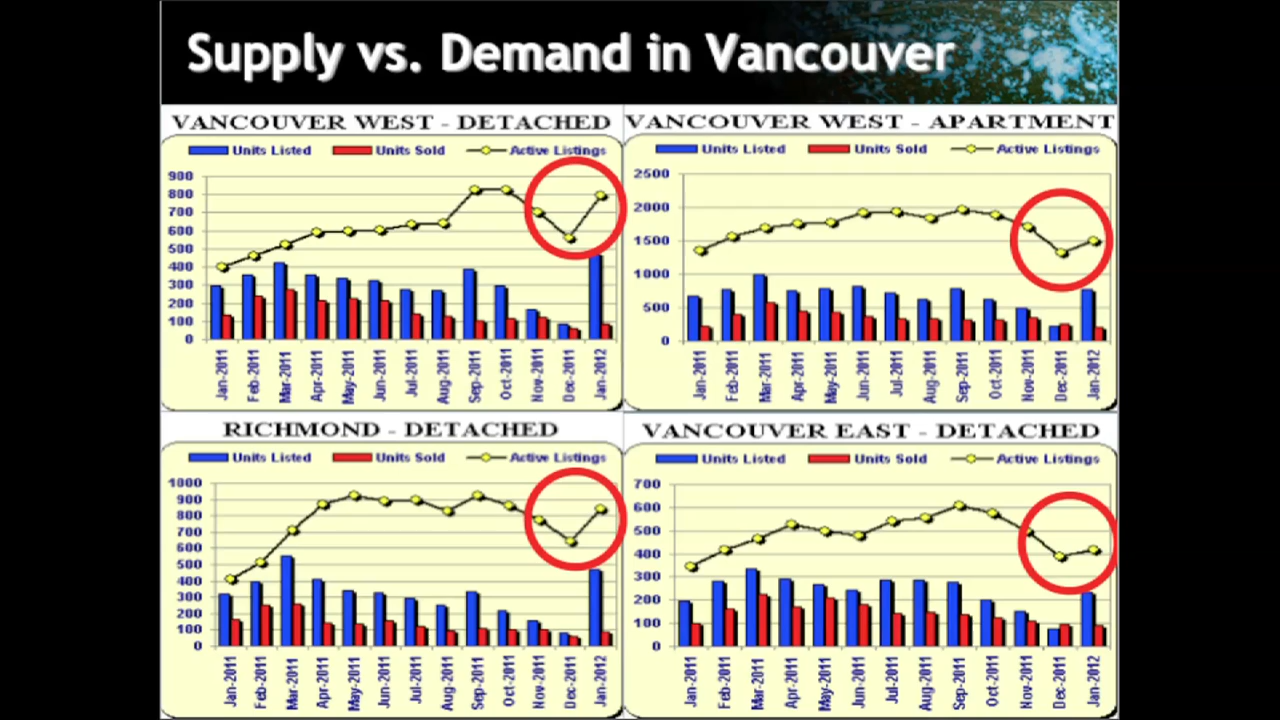 Supply vs. Demand in Vancouver
VANCOUVER WEST - DETACHED
Units Listed Units Sold Active Listings
900
800
700
600
500
400
300
200
100
0
Jan-2011 Feb-2011 Mar-2011 Apr-2011 May-2011 Jun-2011 Jul-2011 Aug-2011 Sep-2011 Oct-2011 Nov-2011 Dec-2011 Jan-2012
VANCOUVER WEST - APARTMENT
Units Listed Units Sold Active Listings
2500
2000
1500
1000
500
0
Jan-2011 Feb-2011 Mar-2011 Apr-2011 May-2011 Jun-2011 Jul-2011 Aug-2011 Sep-2011 Oct-2011 Nov-2011 Dec-2011 Jan-2012
RICHMOND - DETACHED
Units Listed Units Sold Active Listings
1000
900
800
700
600
500
400
300
200
100
0
Jan-2011 Feb-2011 Mar-2011 Apr-2011 May-2011 Jun-2011 Jul-2011 Aug-2011 Sep-2011 Oct-2011 Nov-2011 Dec-2011 Jan-2012
VANCOUVER EAST - DETACHED
Units Listed Units Sold Active Listings
700
600
500
400
300
200
100
0
Jan-2011 Feb-2011 Mar-2011 Apr-2011 May-2011 Jun-2011 Jul-2011 Aug-2011 Sep-2011 Oct-2011 Nov-2011 Dec-2011 Jan-2012